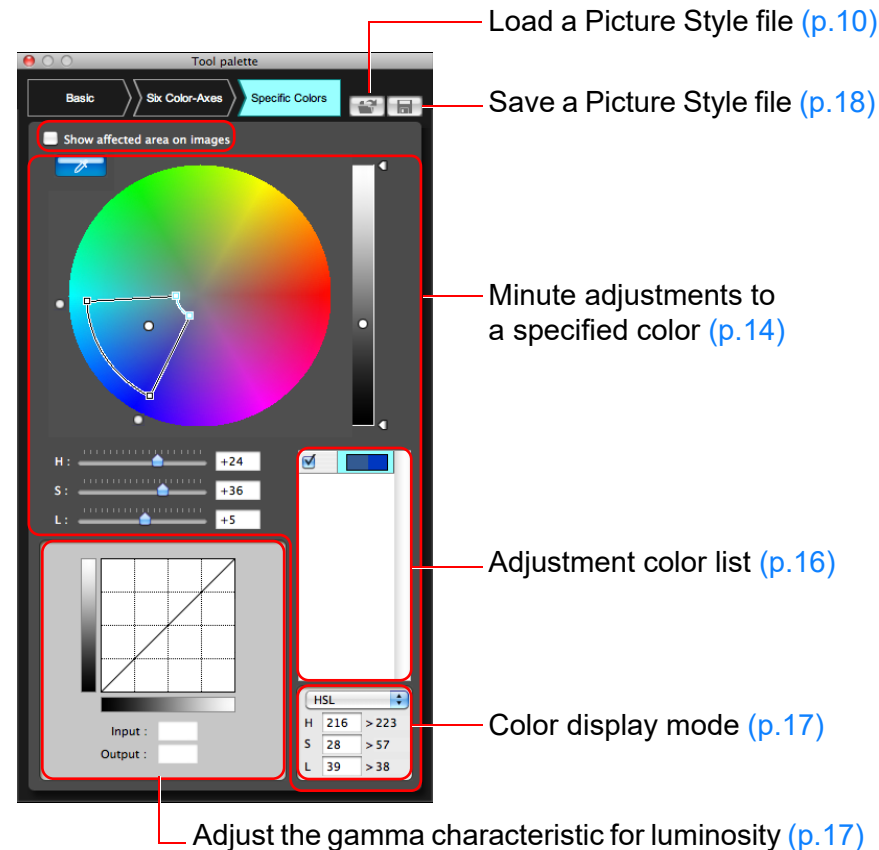 Load a Picture Style file (p.10)
Tool palette
Basic
Six Color-Axes
Specific Colors
Save a Picture Style file (p.18)
Show affected area on images
Minute adjustments to
a specified color (p.14)
H : +24
S : +36
L : +5
Adjustment color list (p.16)
HSL
H 216 > 223
S 28 > 57
L 39 > 38
Color display mode (p.17)
Input :
Output :
Adjust the gamma characteristic for luminosity (p.17)